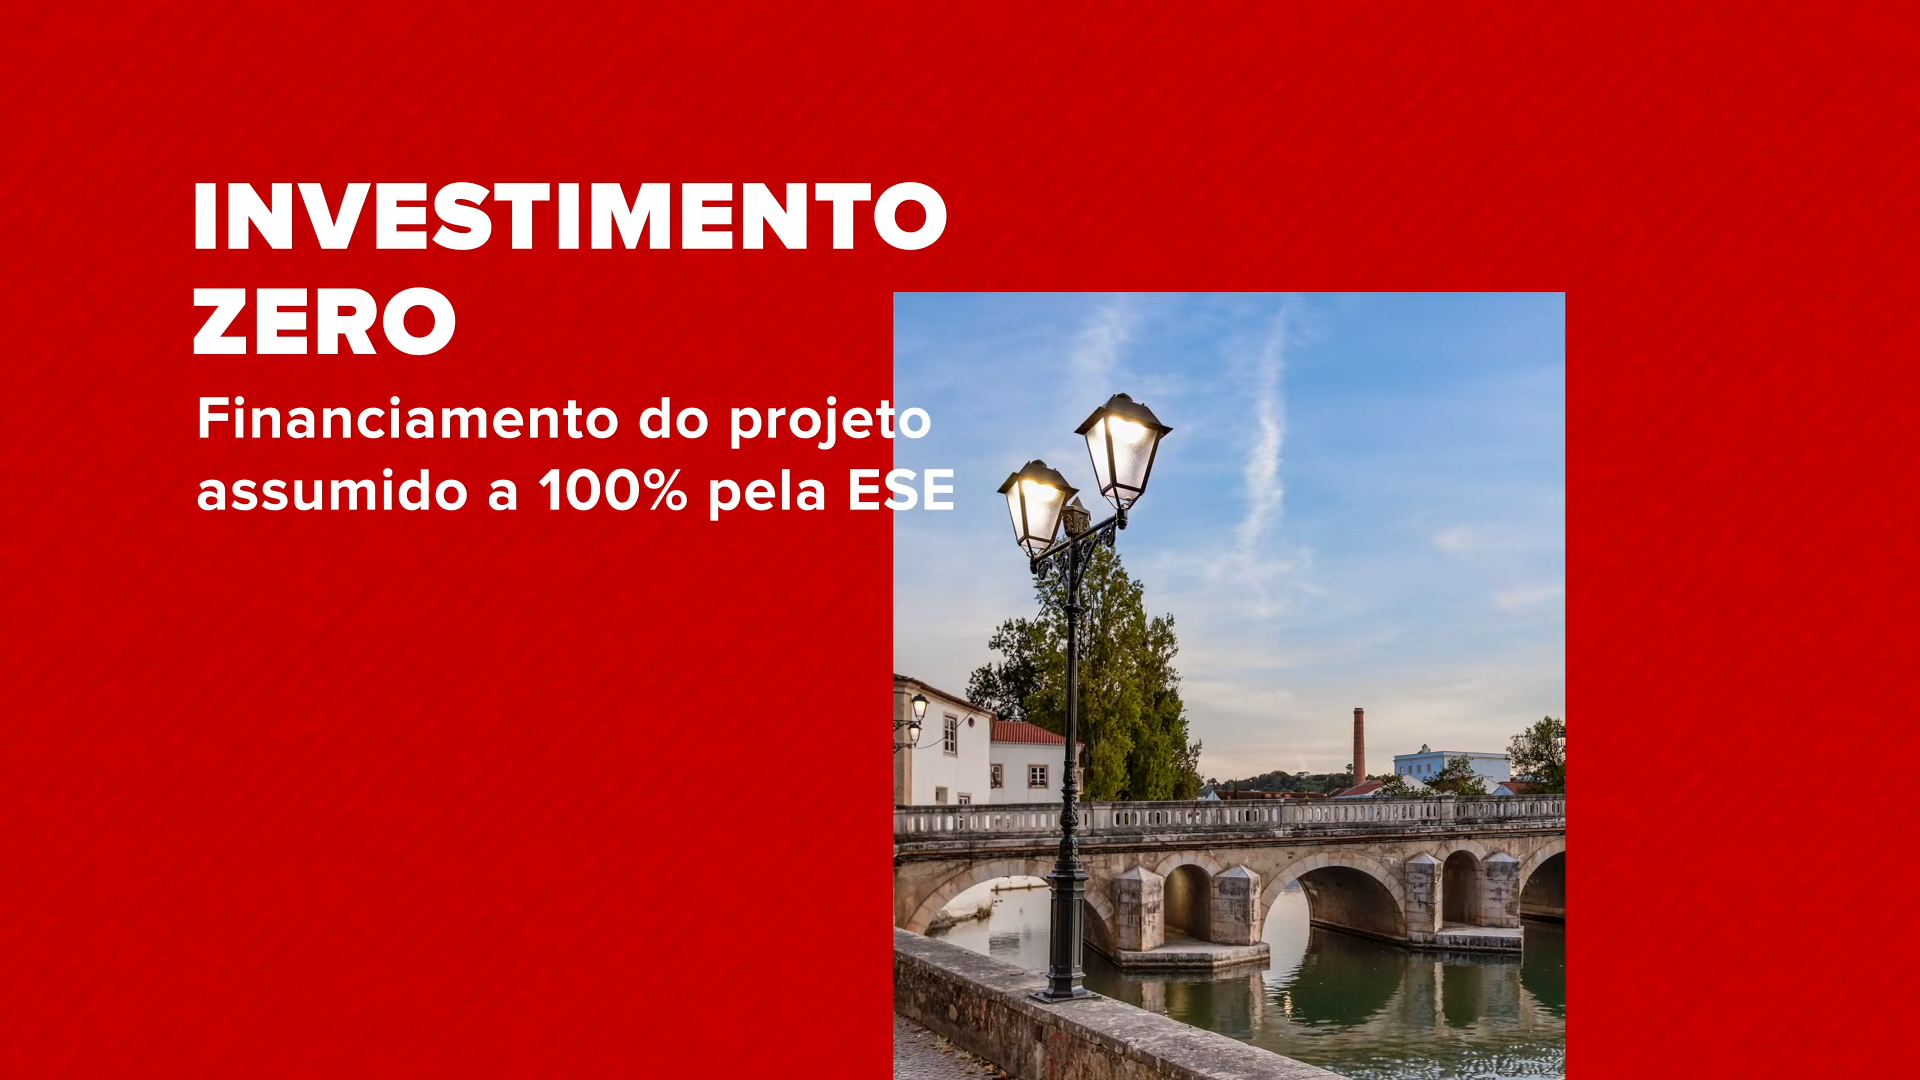 INVESTIMENTO
ZERO
Financiamento do projeto
assumido a 100% pela ESE